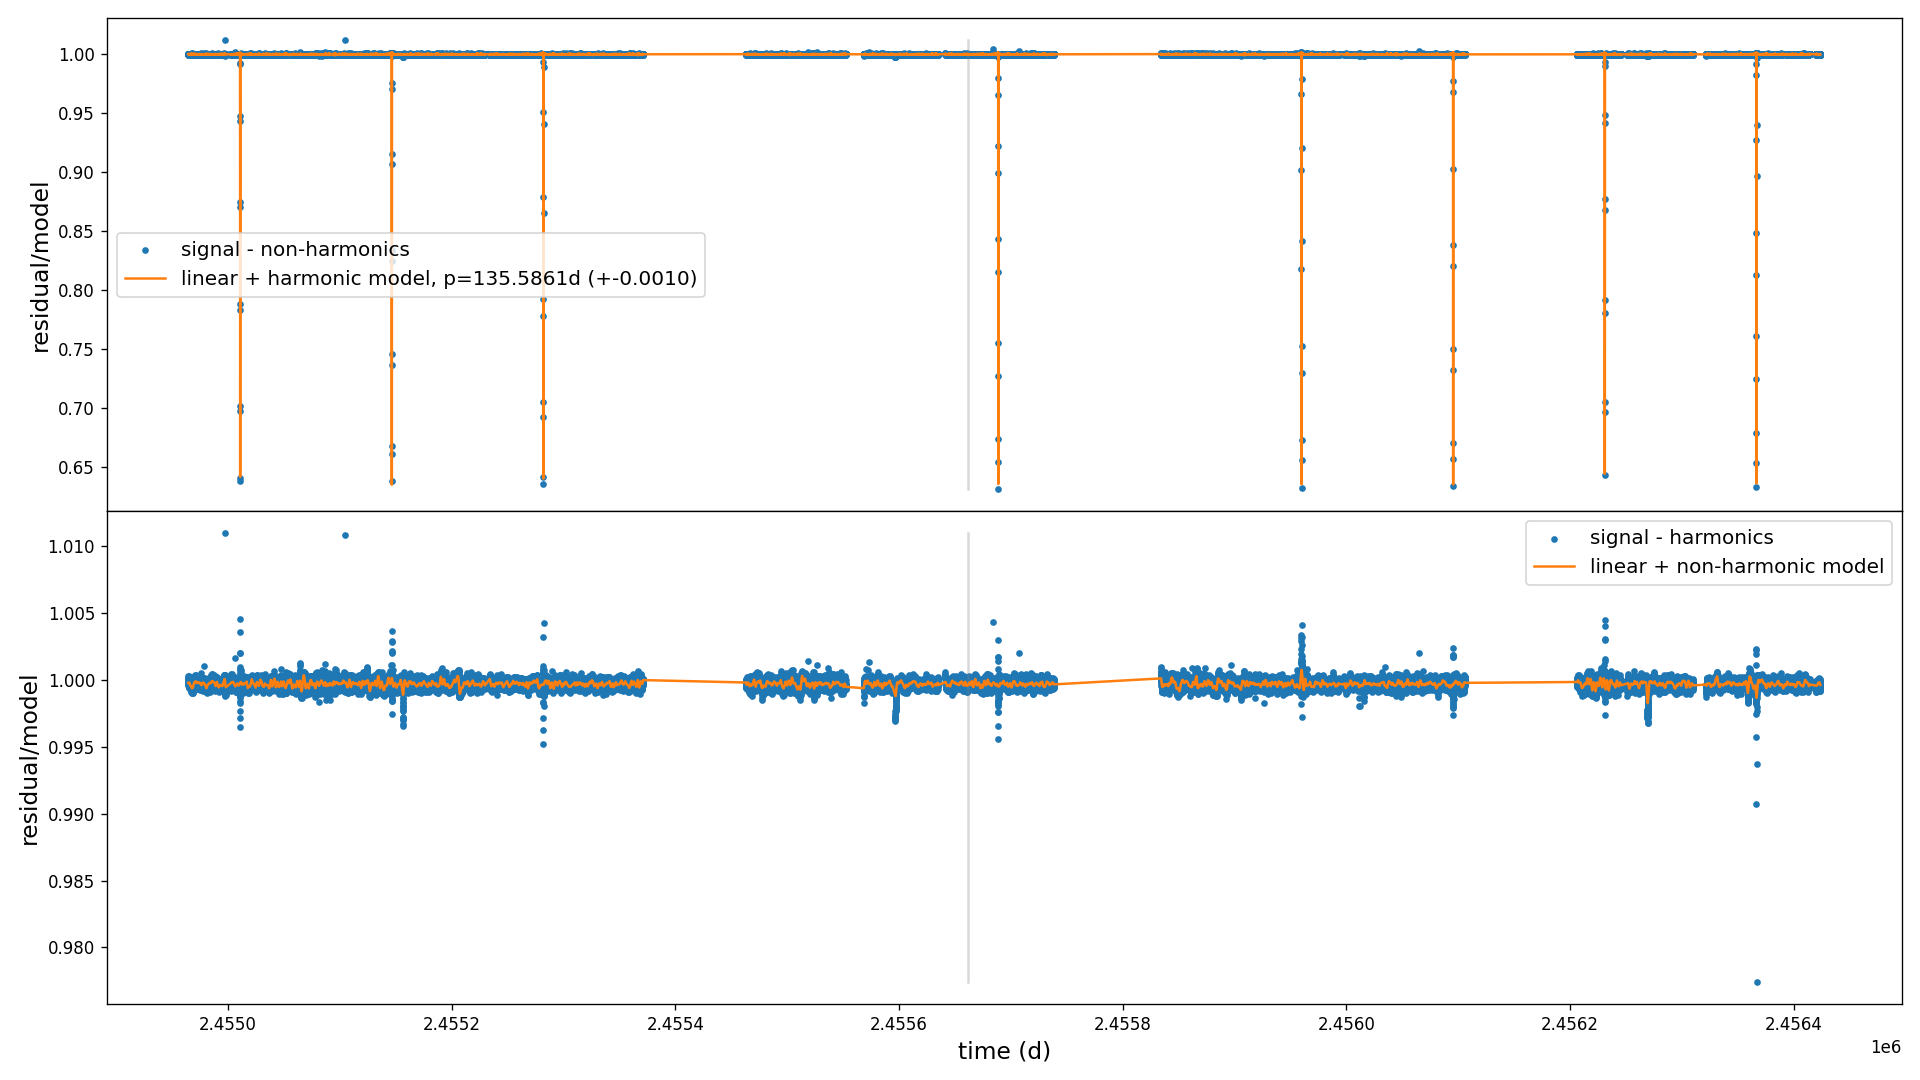 1.00
0.95
0.90
0.85
0.80
0.75
0.70
0.65
residual/model
signal - non-harmonics
linear + harmonic model, p=135.5861d (+-0.0010)
1.010
1.005
1.000
0.995
0.990
0.985
0.980
residual/model
signal - harmonics
linear + non-harmonic model
2.4550 2.4552 2.4554 2.4556 2.4558 2.4560 2.4562 2.4564
time (d)
1e6